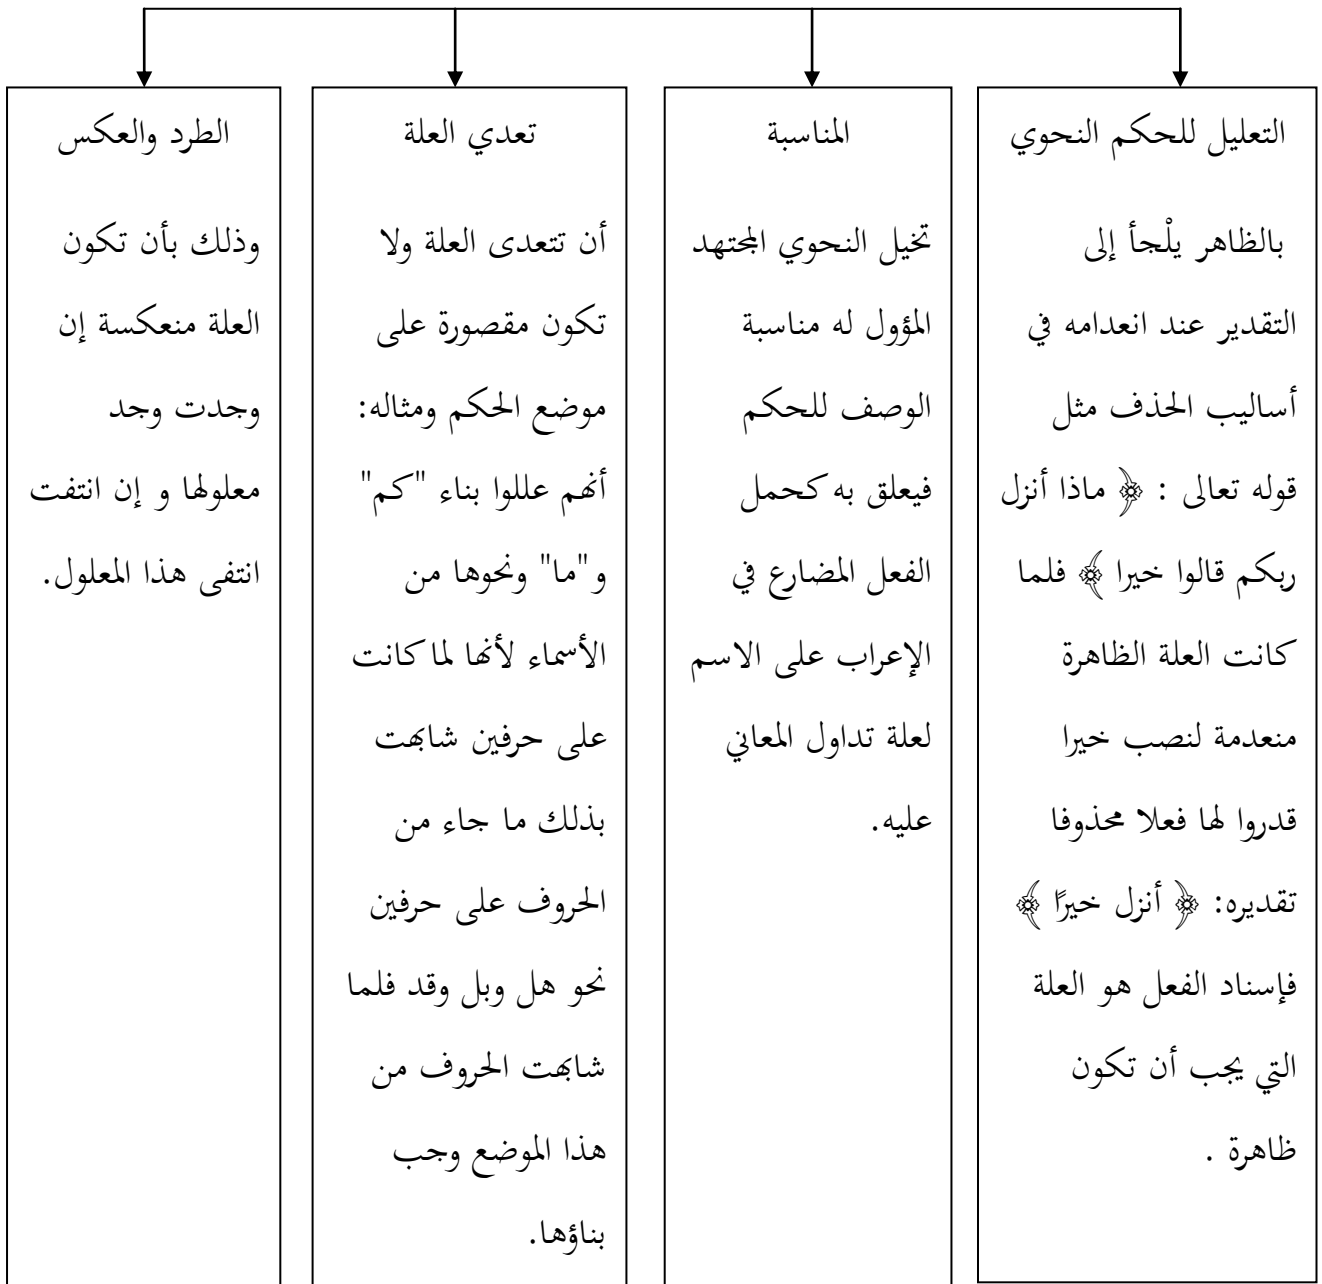 التعليل للحكم النحوي
بالظاهر يلْجأ إلى
التقدير عند انعدامه في
أساليب الحذف مثل
قوله تعالى : ﴿ ماذا أنزل
ربكم قالوا خيرا ﴾ فلما
كانت العلة الظاهرة
منعدمة لنصب خيرا
قدروا لها فعلا محذوفا
تقديره: ﴿ أنزل خيرًا ﴾
فإسناد الفعل هو العلة
التي يجب أن تكون
ظاهرة .
المناسبة
تخيل النحوي المجتهد
المؤول له مناسبة
الوصف للحكم
فيعلق به كحمل
الفعل المضارع في
الإعراب على الاسم
لعلة تداول المعاني
عليه.
تعدي العلة
أن تتعدى العلة ولا
تكون مقصورة على
موضع الحكم ومثاله:
أنهم عللوا بناء "كم"
و"ما" ونحوها من
الأسماء لأنها لما كانت
على حرفين شابهت
بذلك ما جاء من
الحروف على حرفين
نحو هل وبل وقد فلما
شابهت الحروف من
هذا الموضع وجب
بناؤها.
الطرد والعكس
وذلك بأن تكون
العلة منعكسة إن
وجدت وجد
معلولها و إن انتفت
انتفى هذا المعلول.